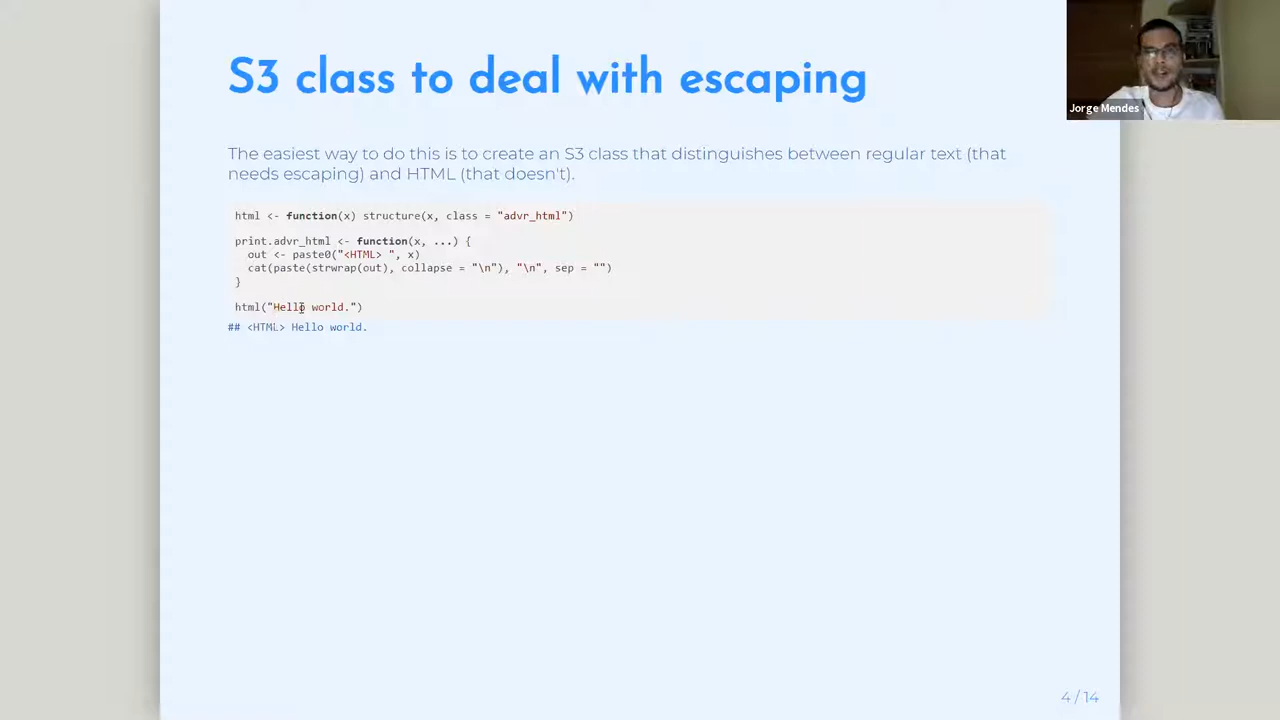 S3 class to deal with escaping
Jorge Mendes
The easiest way to do this is to create an S3 class that distinguishes between regular text (that
needs escaping) and HTML (that doesn't).
html <- function(x) structure(x, class = "advr_html")
print.advr_html <- function(x, ...) {
  out <- paste0("<HTML> ", x)
  cat(paste(strwrap(out), collapse = "\n"), "\n", sep = "")
}
html("Hello world.")
## <HTML> Hello world.
4 / 14